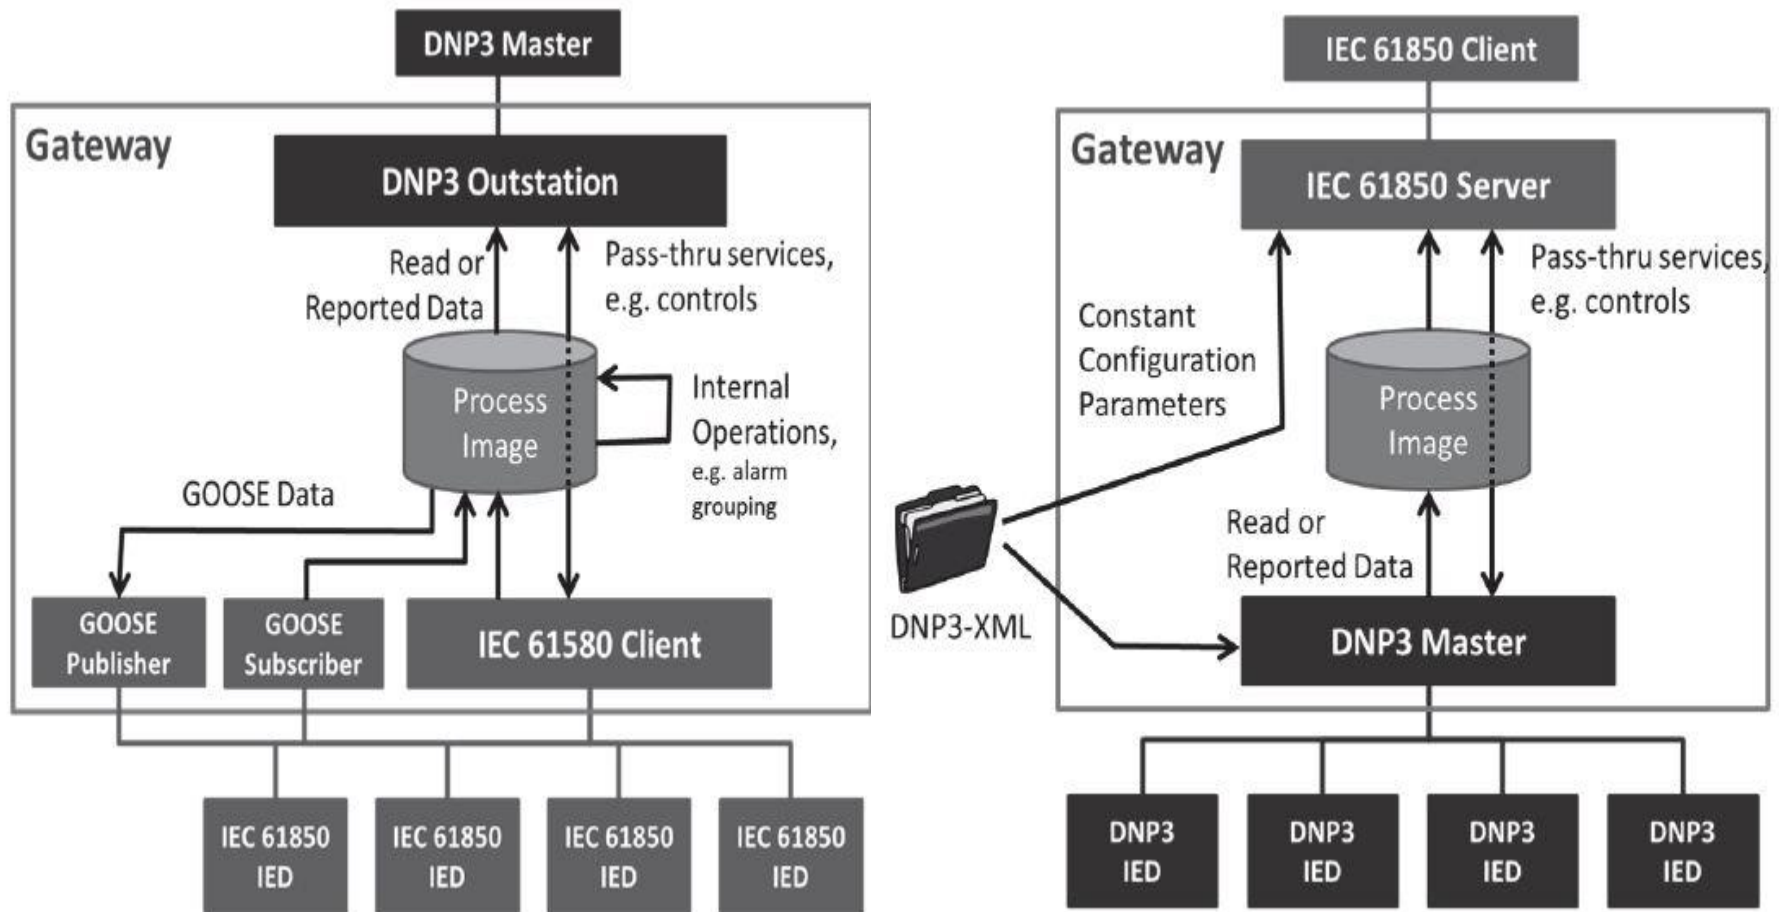 DNP3 Master
Gateway
DNP3 Outstation
Read or
Reported Data
Pass-thru services,
e.g. controls
Process
Image
Internal
Operations,
e.g. alarm
grouping
GOOSE Data
GOOSE
Publisher
GOOSE
Subscriber
IEC 61580 Client
IEC 61850
IED
IEC 61850
IED
IEC 61850
IED
IEC 61850
IED
IEC 61850 Client
Gateway
IEC 61850 Server
Pass-thru services,
e.g. controls
Constant
Configuration
Parameters
Process
Image
Read or
Reported Data
DNP3-XML
DNP3 Master
DNP3
IED
DNP3
IED
DNP3
IED
DNP3
IED